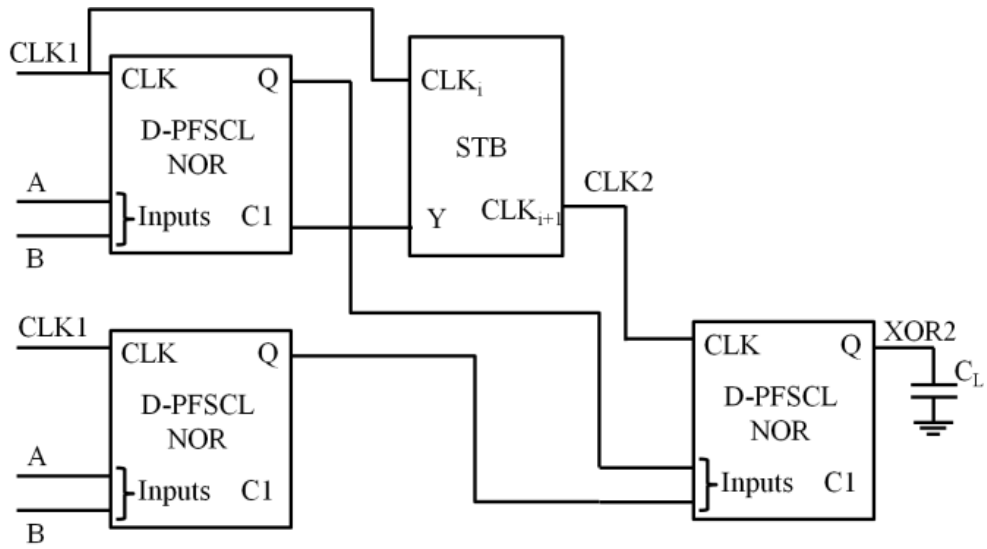 CLK1
CLK
Q
D-PFSCL
NOR
A
Inputs
C1
B
CLKi
STB
Y
CLKi+1
CLK2
CLK1
CLK
Q
D-PFSCL
NOR
A
Inputs
C1
B
CLK
Q
D-PFSCL
NOR
Inputs
C1
XOR2
CL